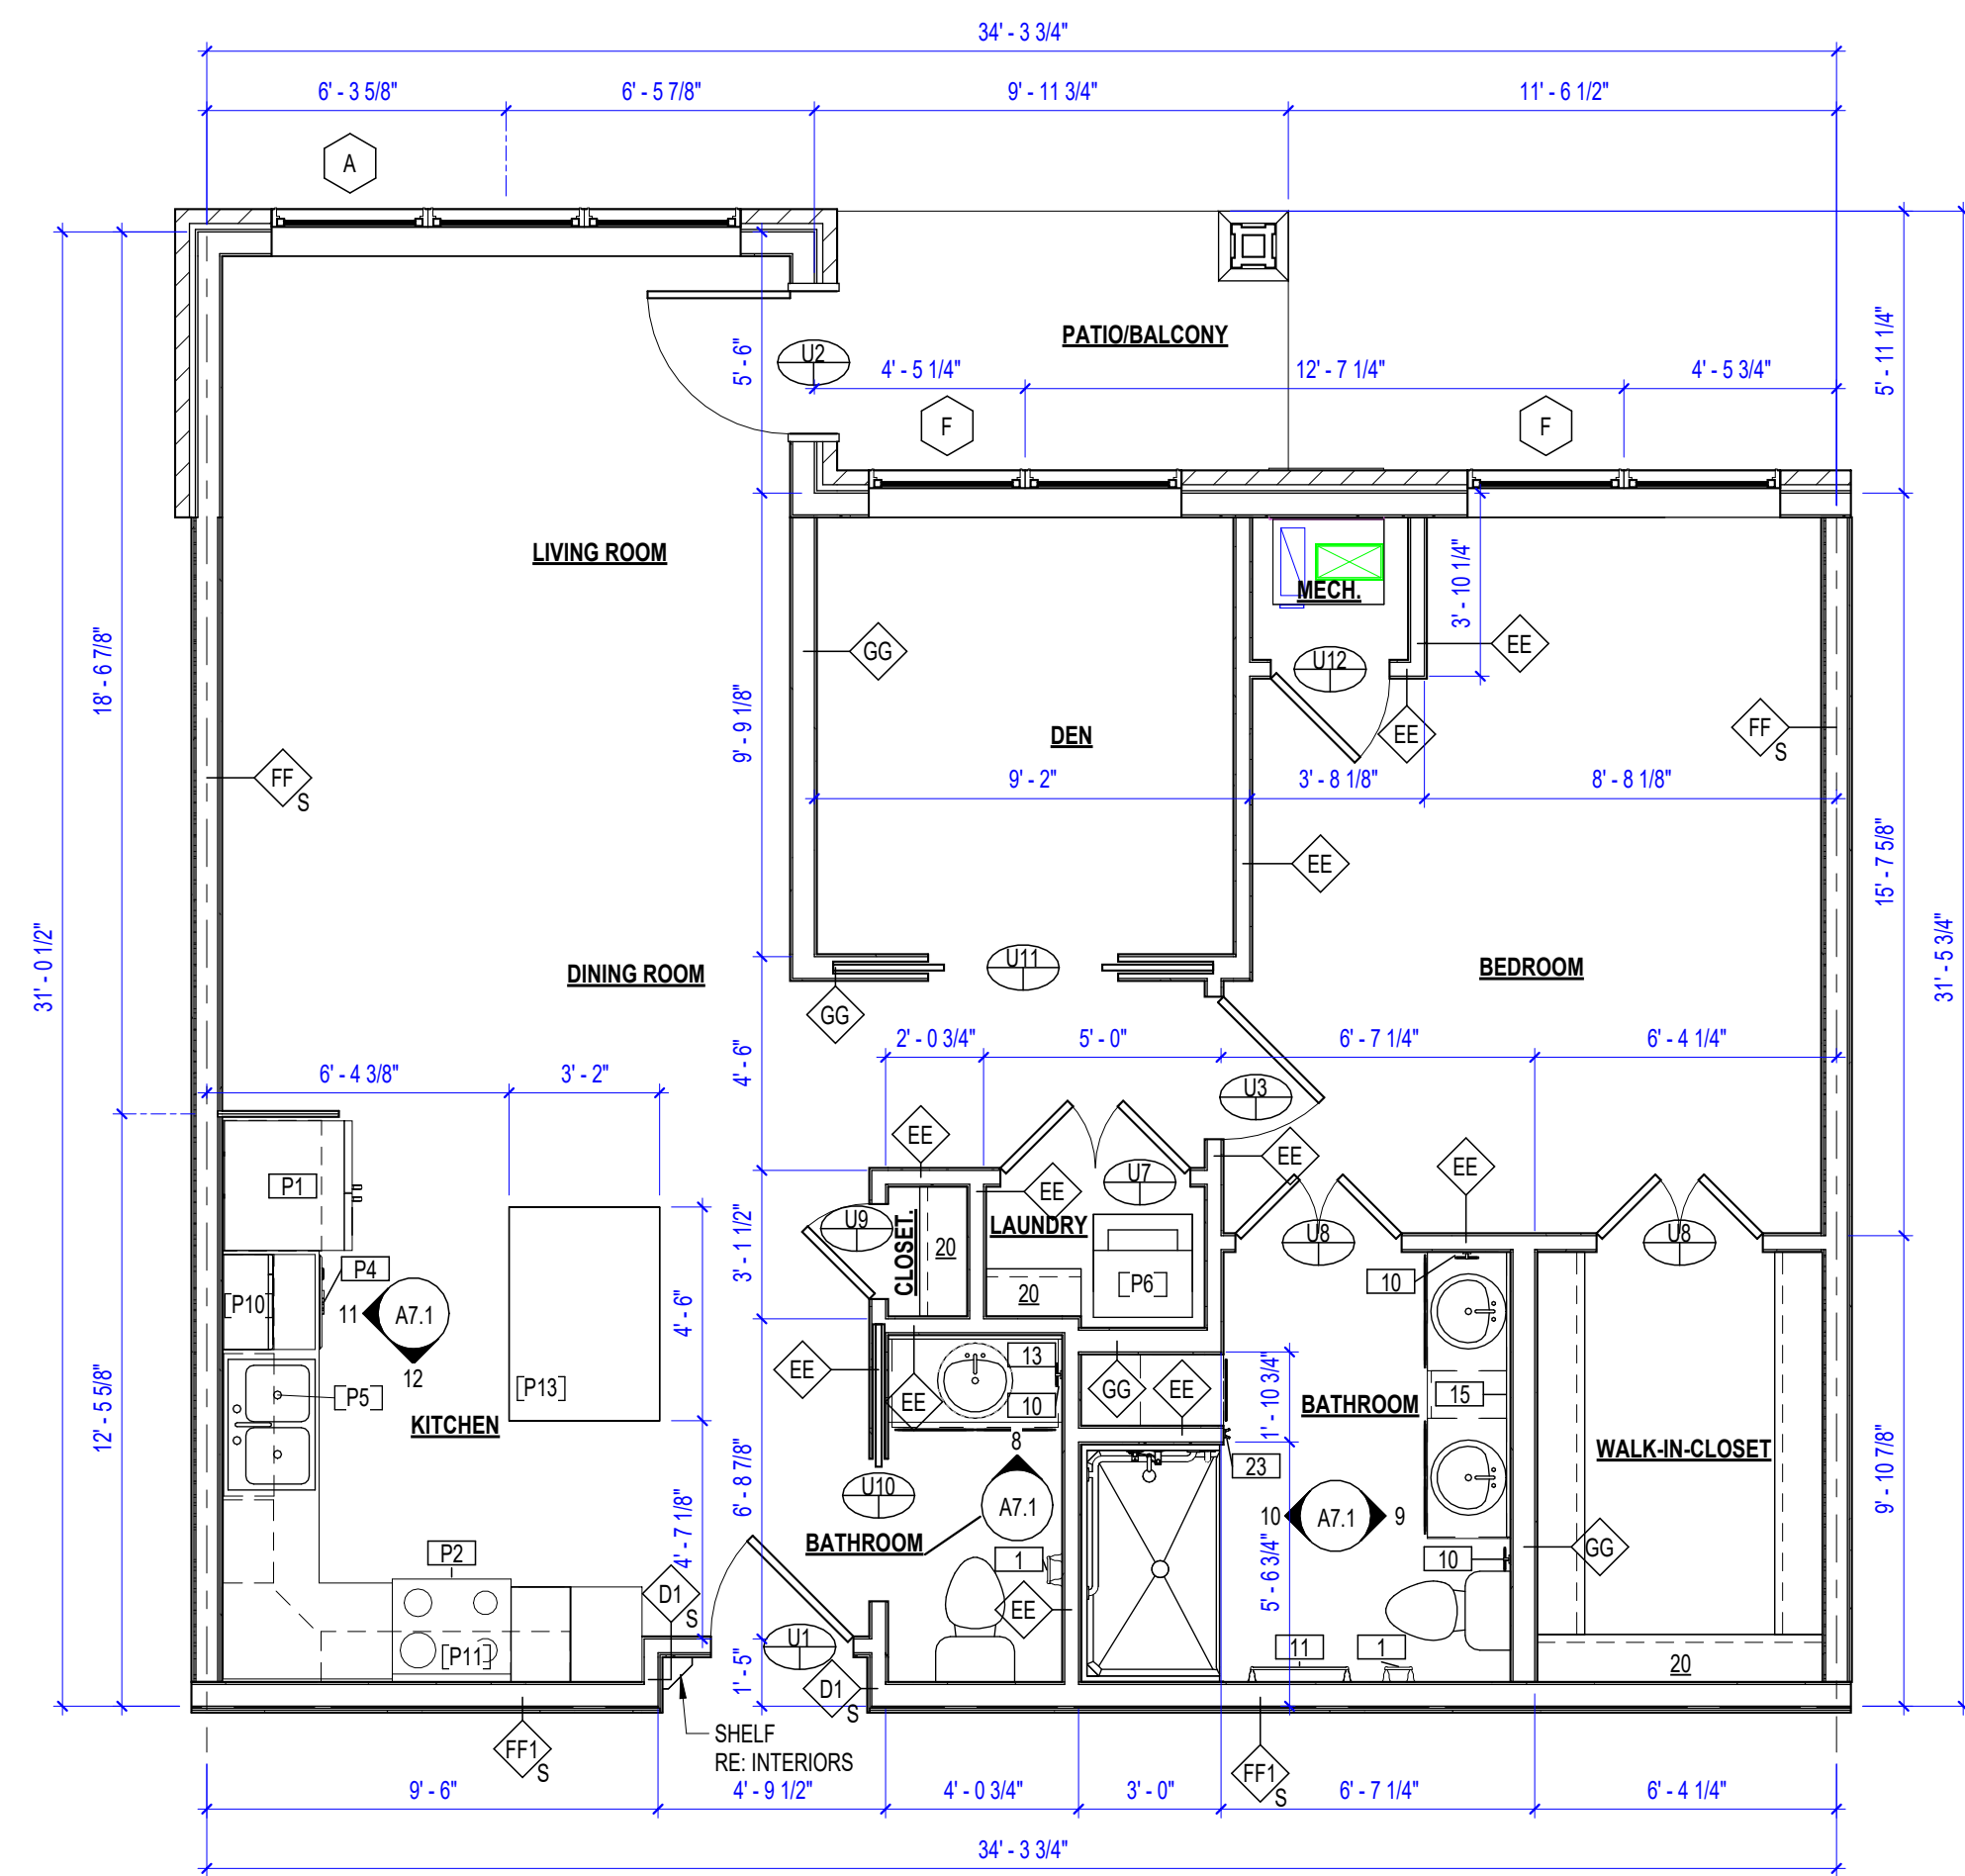 34' - 3 3/4"
6' - 3 5/8"
6' - 5 7/8"
9' - 11 3/4"
11' - 6 1/2"
A
PATIO/BALCONY
U2
5' - 6"
4' - 5 1/4"
12' - 7 1/4"
4' - 5 3/4"
5' - 11 1/4"
F
F
LIVING ROOM
MECH.
3' - 10 1/4"
18' - 6 7/8"
GG
U12
EE
9' - 9 1/8"
DEN
EE
FF
S
FF
S
9' - 2"
3' - 8 1/8"
8' - 8 1/8"
EE
15' - 7 5/8"
31' - 0 1/2"
31' - 5 3/4"
DINING ROOM
U11
BEDROOM
GG
2' - 0 3/4"
5' - 0"
6' - 7 1/4"
6' - 4 1/4"
4' - 6"
6' - 4 3/8"
3' - 2"
U3
EE
EE
EE
P1
EE
U7
U9
CLOSET.
20
LAUNDRY
U8
U8
3' - 1 1/2"
P4
P10
11
A7.1
12
4' - 6"
20
P6
10
EE
13
GG
EE
1' - 10 3/4"
P5
P13
EE
10
BATHROOM
15
12' - 5 5/8"
KITCHEN
8
WALK-IN-CLOSET
23
U10
A7.1
6' - 8 7/8"
10
A7.1
9
9' - 10 7/8"
4' - 7 1/8"
BATHROOM
P2
1
10
GG
D1
S
EE
5' - 6 3/4"
P11
U1
11
1
20
1' - 5"
D1
S
SHELF
RE: INTERIORS
FF1
S
FF1
S
9' - 6"
4' - 9 1/2"
4' - 0 3/4"
3' - 0"
6' - 7 1/4"
6' - 4 1/4"
34' - 3 3/4"